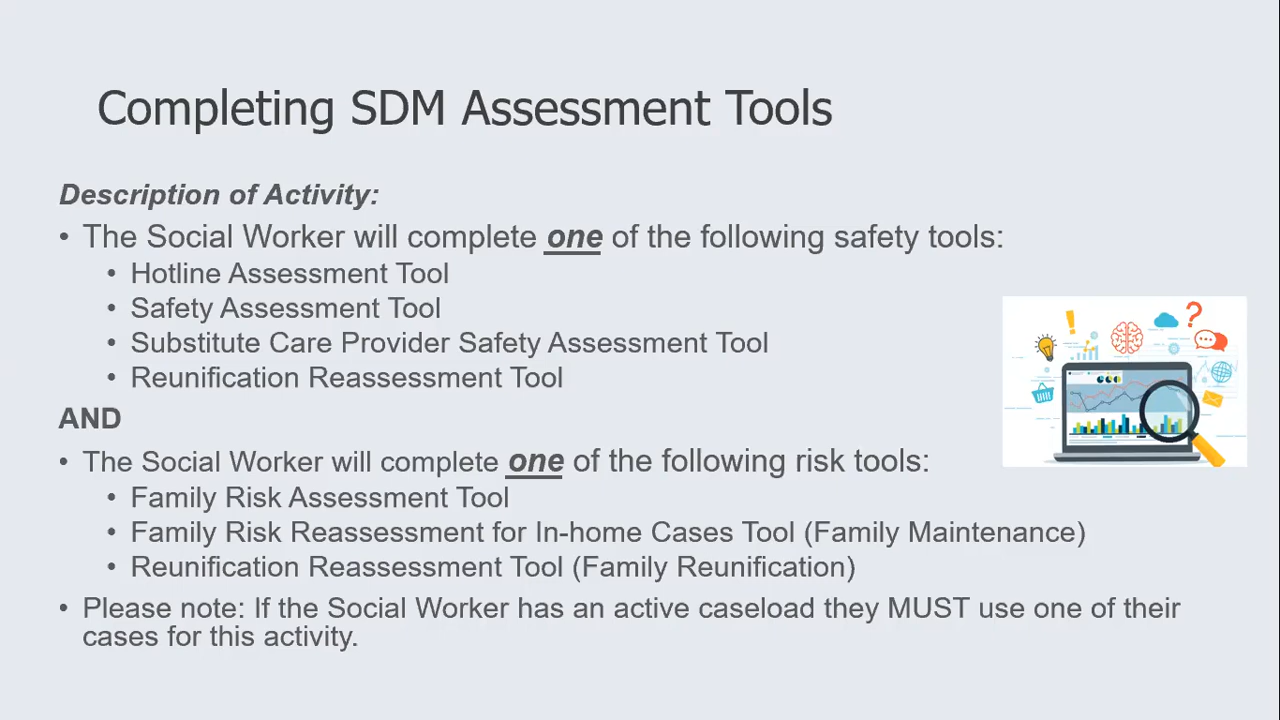 Completing SDM Assessment Tools
Description of Activity:
• The Social Worker will complete one of the following safety tools:
• Hotline Assessment Tool
• Safety Assessment Tool
• Substitute Care Provider Safety Assessment Tool
• Reunification Reassessment Tool
AND
• The Social Worker will complete one of the following risk tools:
• Family Risk Assessment Tool
• Family Risk Reassessment for In-home Cases Tool (Family Maintenance)
• Reunification Reassessment Tool (Family Reunification)
• Please note: If the Social Worker has an active caseload they MUST use one of their
cases for this activity.